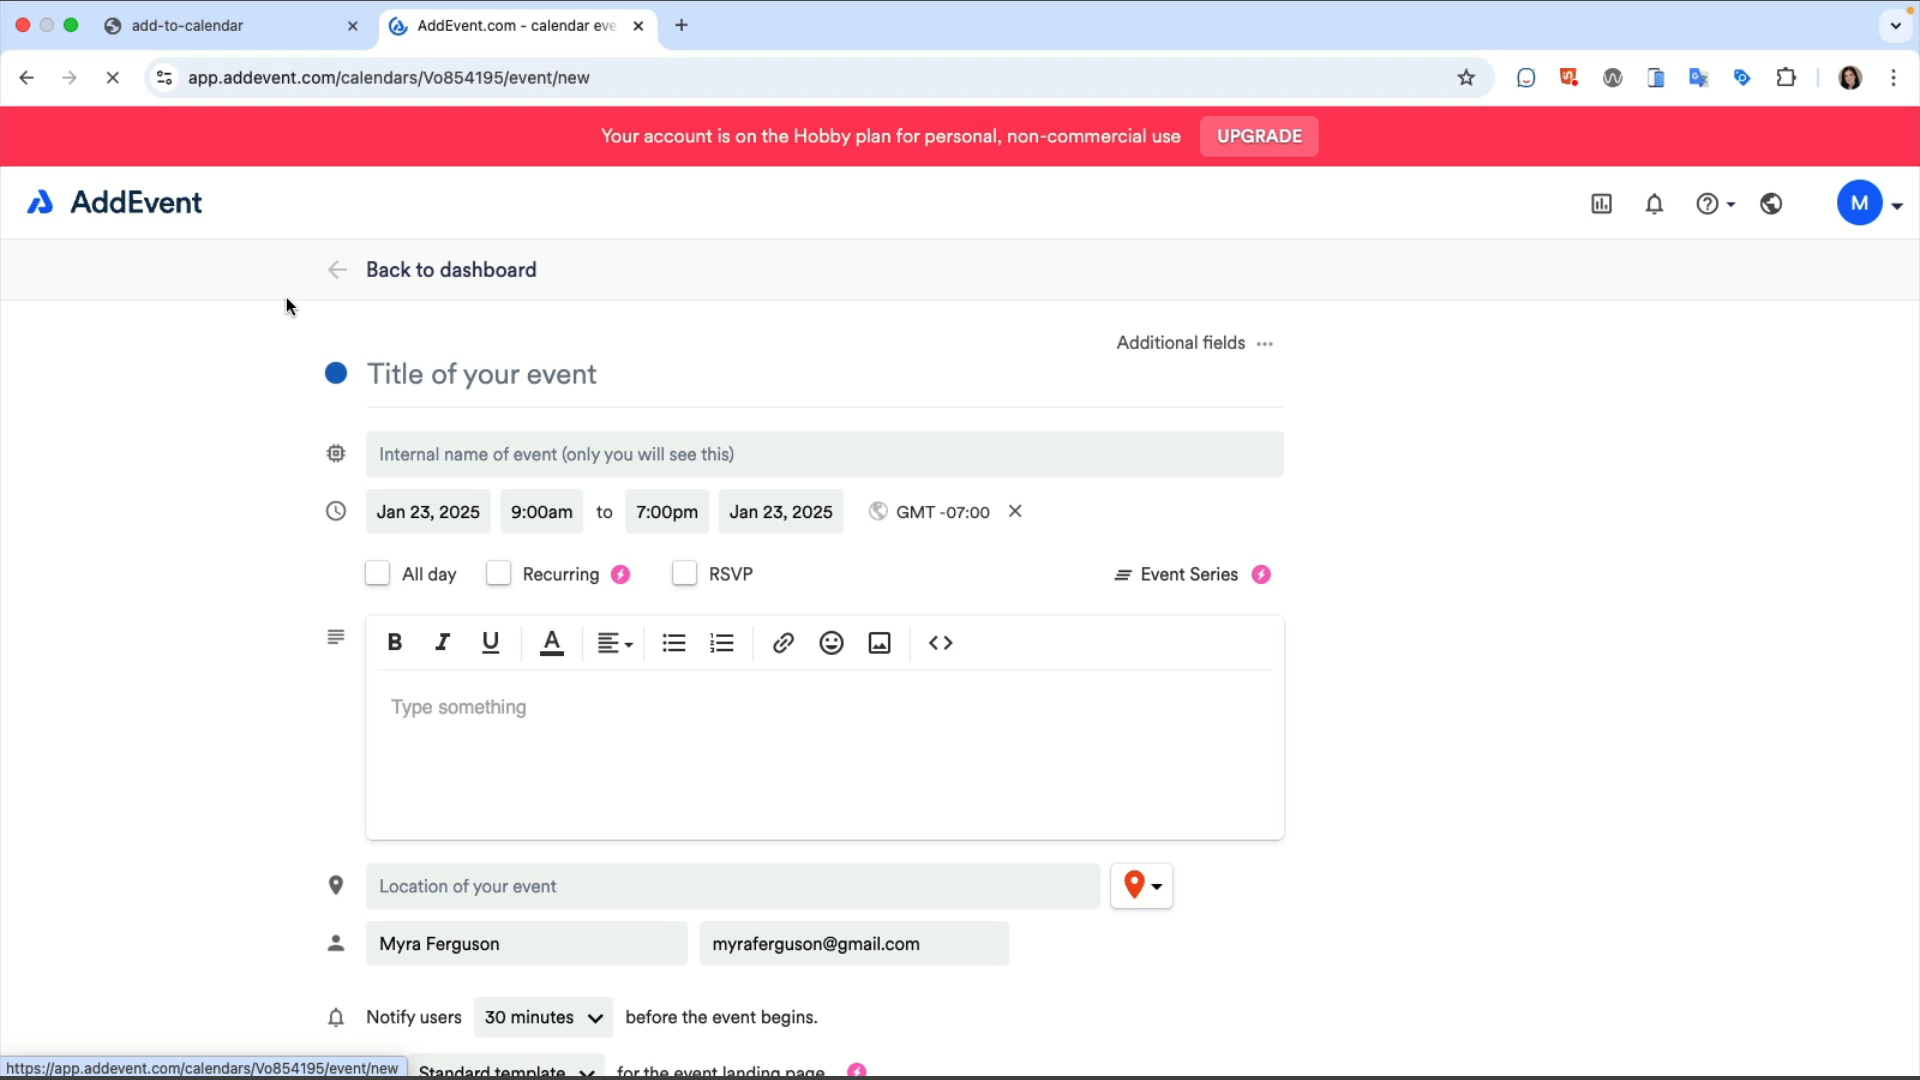 add-to-calendar
AddEvent.com - calendar eve
app.addevent.com/calendars/Vo854195/event/new
Your account is on the Hobby plan for personal, non-commercial use UPGRADE
AddEvent
M
Back to dashboard
Additional fields
Title of your event
Internal name of event (only you will see this)
Jan 23, 2025 9:00am to 7:00pm Jan 23, 2025 GMT -07:00
All day Recurring RSVP Event Series
B I U A
Type something
Location of your event
Myra Ferguson myraferguson@gmail.com
Notify users 30 minutes before the event begins.
https://app.addevent.com/calendars/Vo854195/event/new
Standard template for the event landing page